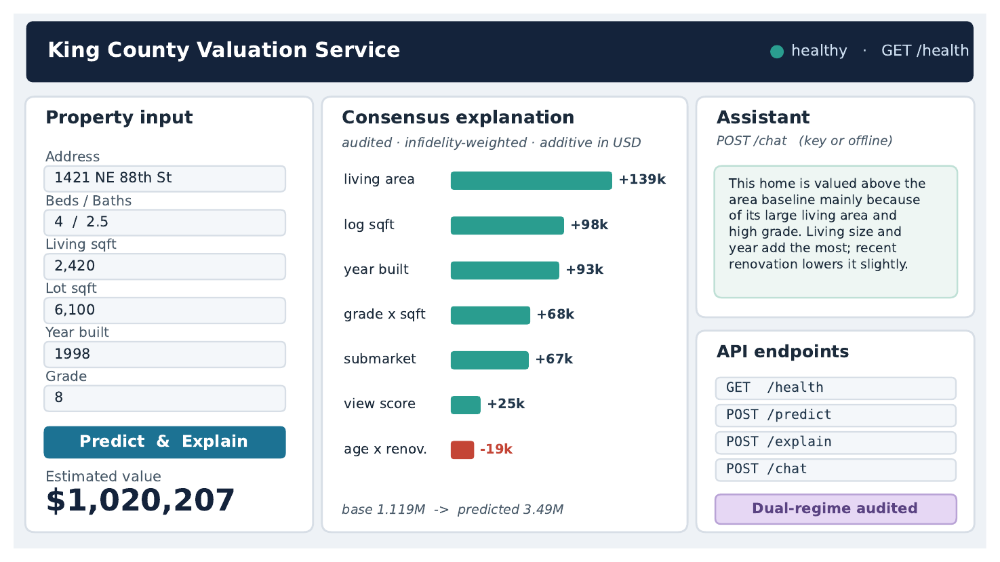 King County Valuation Service
healthy · GET /health
Property input
Address
1421 NE 88th St
Beds / Baths
4 / 2.5
Living sqft
2,420
Lot sqft
6,100
Year built
1998
Grade
8
Predict & Explain
Estimated value
$1,020,207
Consensus explanation
audited · infidelity-weighted · additive in USD
living area +139k
log sqft +98k
year built +93k
grade x sqft +68k
submarket +67k
view score +25k
age x renov. -19k
base 1.119M -> predicted 3.49M
Assistant
POST /chat (key or offline)
This home is valued above the
area baseline mainly because
of its large living area and
high grade. Living size and
year add the most; recent
renovation lowers it slightly.
API endpoints
GET /health
POST /predict
POST /explain
POST /chat
Dual-regime audited